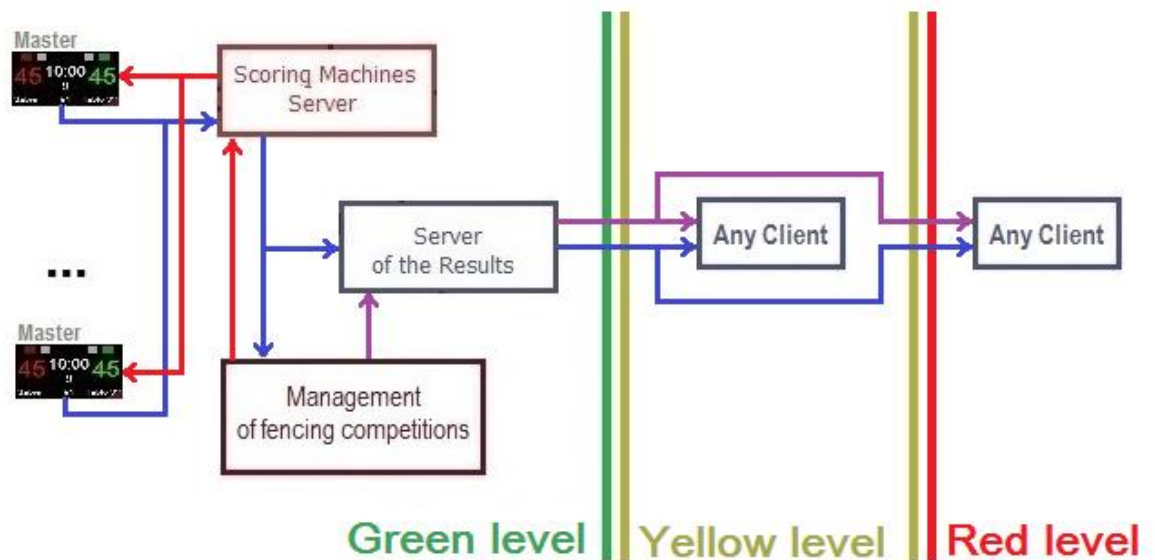 Master
45 10:00 45
9
Scoring Machines
Server
Server
of the Results
Any Client
Any Client
...
Master
45 10:00 45
9
Management
of fencing competitions
Green level
Yellow level
Red level